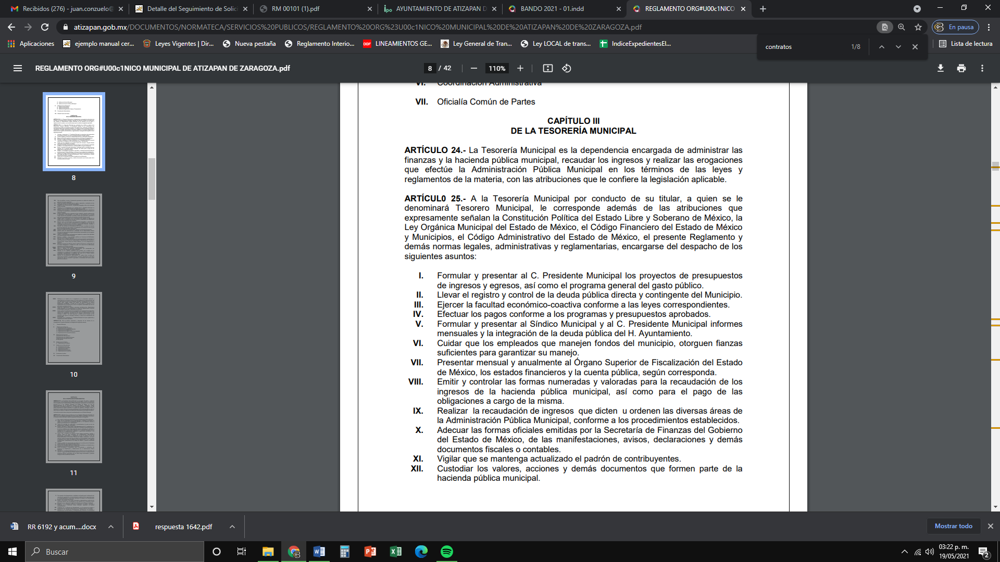 Recibidos (276) - juan.conzuelo@
Detalle del Seguimiento de Solici
RM 00101 (1).pdf
AYUNTAMIENTO DE ATIZAPAN D
BANDO 2021 - 01.indd
REGLAMENTO ORG#U00c1NICO
atizapan.gob.mx/DOCUMENTOS/NORMATECA/SERVICIOS%20PUBLICOS/REGLAMENTO%20ORG%23U00c1NICO%20MUNICIPAL%20DE%20ATIZAPAN%20DE%20ZARAGOZA.pdf
En pausa
Aplicaciones
ejemplo manual cer...
Leyes Vigentes | Dir...
Nueva pestaña
Reglamento Interio...
DOF
LINEAMIENTOS GE...
Ley General de Tran...
Ley LOCAL de trans...
IndiceExpedientesEl...
Lista de lectura
contratos
1/8
REGLAMENTO ORG#U00c1NICO MUNICIPAL DE ATIZAPAN DE ZARAGOZA.pdf
8 / 42
110%
8
9
10
11
VI. Coordinación Administrativa
VII. Oficialía Común de Partes
CAPÍTULO III
DE LA TESORERÍA MUNICIPAL
ARTÍCULO 24.- La Tesorería Municipal es la dependencia encargada de administrar las
finanzas y la hacienda pública municipal, recaudar los ingresos y realizar las erogaciones
que efectúe la Administración Pública Municipal en los términos de las leyes y
reglamentos de la materia, con las atribuciones que le confiere la legislación aplicable.
ARTÍCUL0 25.- A la Tesorería Municipal por conducto de su titular, a quien se le
denominará Tesorero Municipal, le corresponde además de las atribuciones que
expresamente señalan la Constitución Política del Estado Libre y Soberano de México, la
Ley Orgánica Municipal del Estado de México, el Código Financiero del Estado de México
y Municipios, el Código Administrativo del Estado de México, el presente Reglamento y
demás normas legales, administrativas y reglamentarias, encargarse del despacho de los
siguientes asuntos:
I. Formular y presentar al C. Presidente Municipal los proyectos de presupuestos
de ingresos y egresos, así como el programa general del gasto público.
II. Llevar el registro y control de la deuda pública directa y contingente del Municipio.
III. Ejercer la facultad económico-coactiva conforme a las leyes correspondientes.
IV. Efectuar los pagos conforme a los programas y presupuestos aprobados.
V. Formular y presentar al Síndico Municipal y al C. Presidente Municipal informes
mensuales y la integración de la deuda pública del H. Ayuntamiento.
VI. Cuidar que los empleados que manejen fondos del municipio, otorguen fianzas
suficientes para garantizar su manejo.
VII. Presentar mensual y anualmente al Órgano Superior de Fiscalización del Estado
de México, los estados financieros y la cuenta pública, según corresponda.
VIII. Emitir y controlar las formas numeradas y valoradas para la recaudación de los
ingresos de la hacienda pública municipal, así como para el pago de las
obligaciones a cargo de la misma.
IX. Realizar la recaudación de ingresos que dicten u ordenen las diversas áreas de
la Administración Pública Municipal, conforme a los procedimientos establecidos.
X. Adecuar las formas oficiales emitidas por la Secretaría de Finanzas del Gobierno
del Estado de México, de las manifestaciones, avisos, declaraciones y demás
documentos fiscales o contables.
XI. Vigilar que se mantenga actualizado el padrón de contribuyentes.
XII. Custodiar los valores, acciones y demás documentos que formen parte de la
hacienda pública municipal.
RR 6192 y acum....docx
respuesta 1642.pdf
Mostrar todo
Buscar
03:22 p. m.
19/05/2021
2